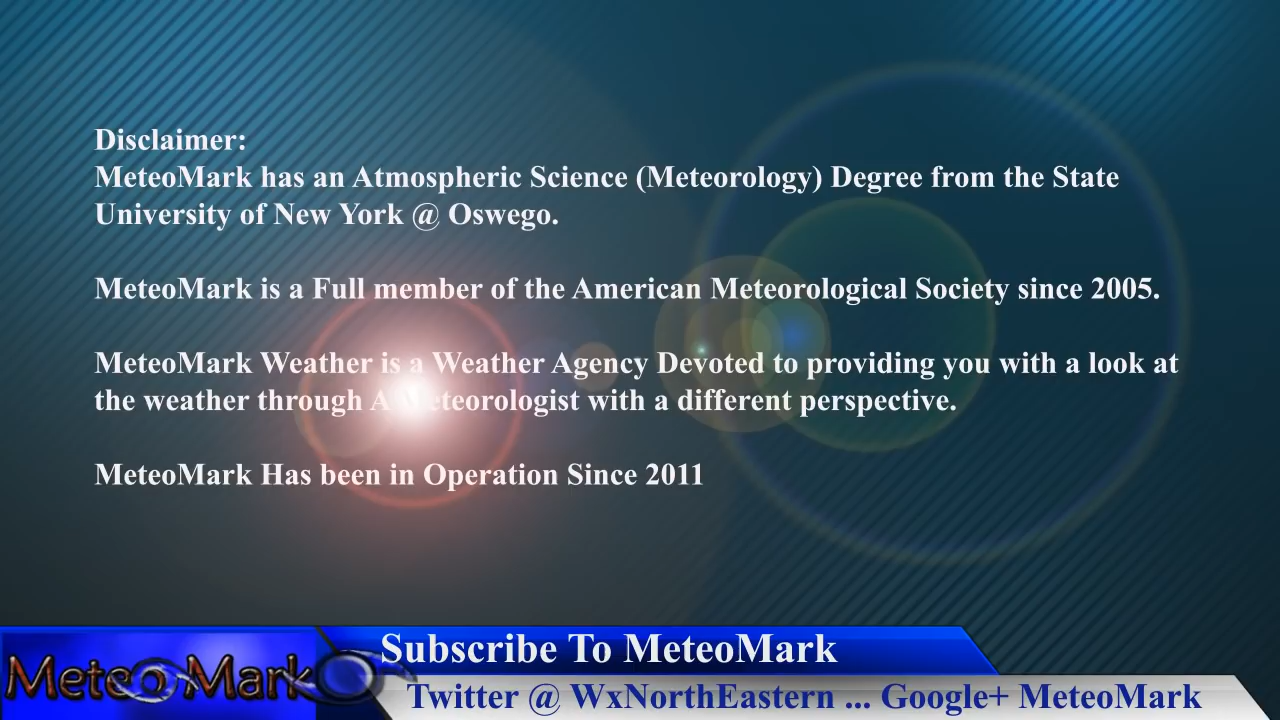 Disclaimer:
MeteoMark has an Atmospheric Science (Meteorology) Degree from the State
University of New York @ Oswego.
MeteoMark is a Full member of the American Meteorological Society since 2005.
MeteoMark Weather is a Weather Agency Devoted to providing you with a look at
the weather through A Meteorologist with a different perspective.
MeteoMark Has been in Operation Since 2011
Subscribe To MeteoMark
MeteoMark
Twitter @ WxNorthEastern ... Google+ MeteoMark